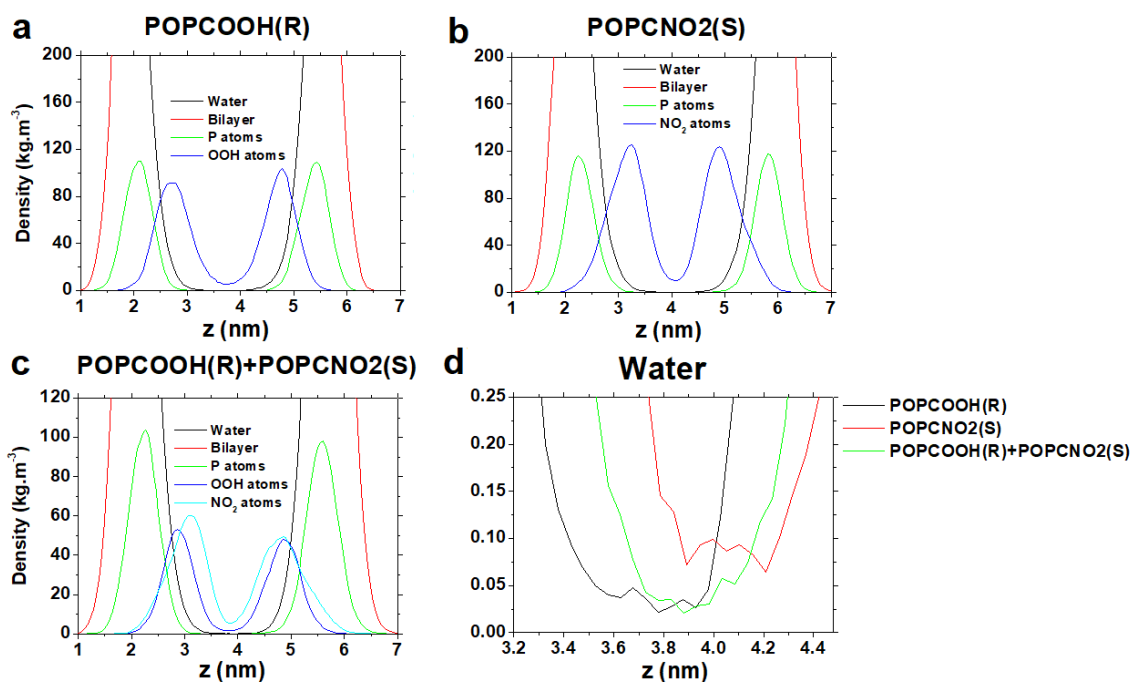 a
POPCOOH(R)
200
160
120
80
40
0
Density (kg.m-3)
Water
Bilayer
P atoms
OOH atoms
1 2 3 4 5 6 7
z (nm)
b
POPCNO2(S)
200
160
120
80
40
0
Water
Bilayer
P atoms
NO2 atoms
1 2 3 4 5 6 7
z (nm)
c
POPCOOH(R)+POPCNO2(S)
120
100
80
60
40
20
0
Density (kg.m-3)
Water
Bilayer
P atoms
OOH atoms
NO2 atoms
1 2 3 4 5 6 7
z (nm)
d
Water
0.25
0.20
0.15
0.10
0.05
0.00
3.2 3.4 3.6 3.8 4.0 4.2 4.4
z (nm)
POPCOOH(R)
POPCNO2(S)
POPCOOH(R)+POPCNO2(S)